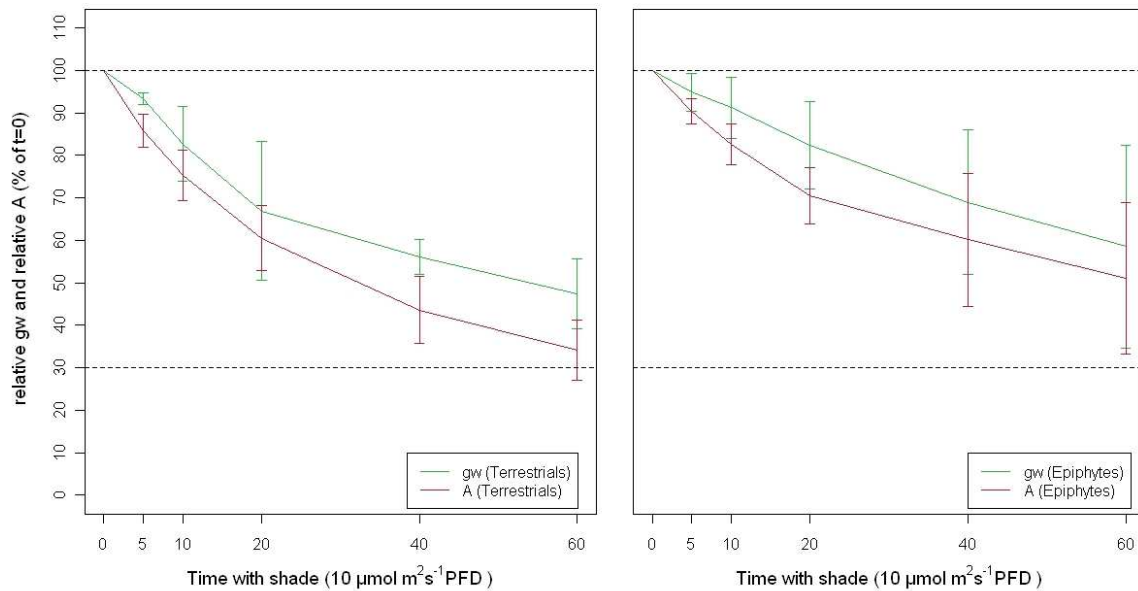 relative gw and relative A (% of t=0)
110
100
90
80
70
60
50
40
30
20
10
0
gw (Terrestrials)
A (Terrestrials)
0 5 10 20 40 60
Time with shade (10 µmol m²s⁻¹PFD )
gw (Epiphytes)
A (Epiphytes)
0 5 10 20 40 60
Time with shade (10 µmol m²s⁻¹PFD )